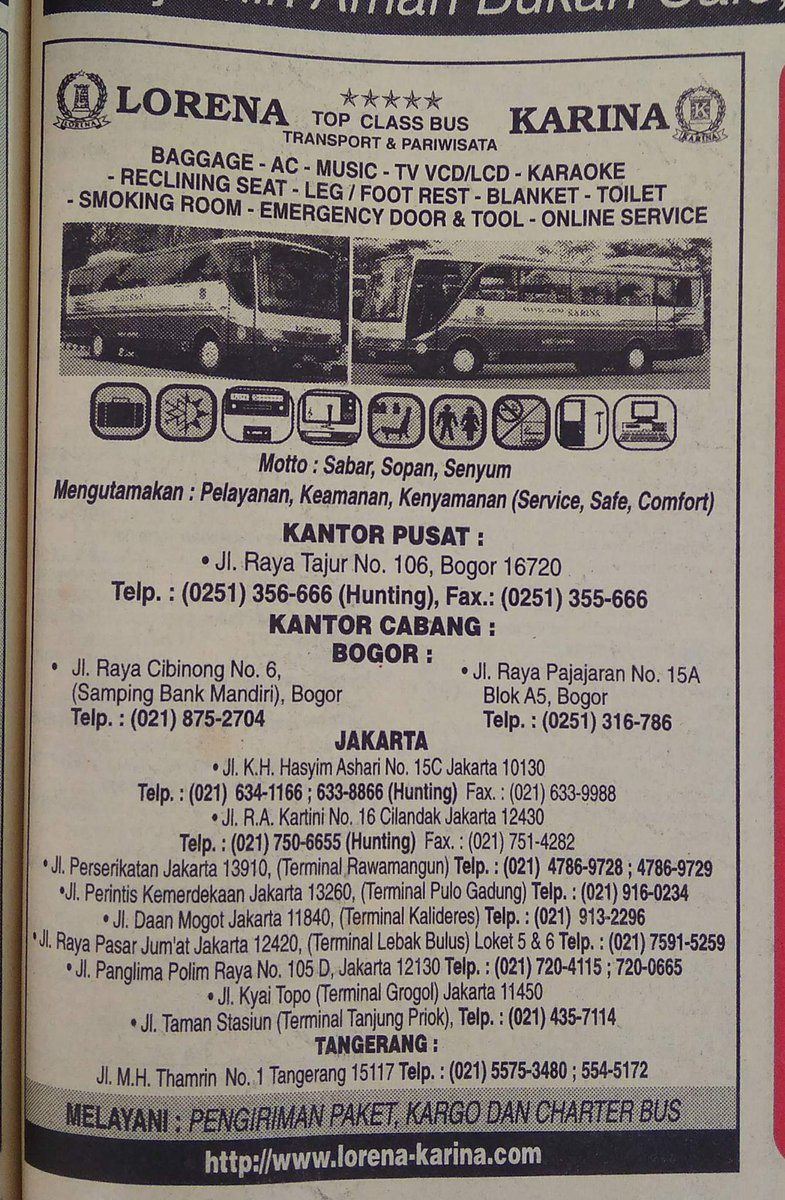 Aman Bukan
LORENA
★★★★★
TOP CLASS BUS
TRANSPORT & PARIWISATA
KARINA
LORENA
KARINA
BAGGAGE - AC - MUSIC - TV VCD/LCD - KARAOKE
- RECLINING SEAT - LEG / FOOT REST - BLANKET - TOILET
- SMOKING ROOM - EMERGENCY DOOR & TOOL - ONLINE SERVICE
KARINA
Motto : Sabar, Sopan, Senyum
Mengutamakan : Pelayanan, Keamanan, Kenyamanan (Service, Safe, Comfort)
KANTOR PUSAT :
• Jl. Raya Tajur No. 106, Bogor 16720
Telp. : (0251) 356-666 (Hunting), Fax.: (0251) 355-666
KANTOR CABANG :
BOGOR :
• Jl. Raya Cibinong No. 6,
(Samping Bank Mandiri), Bogor
Telp. : (021) 875-2704
• Jl. Raya Pajajaran No. 15A
Blok A5, Bogor
Telp. : (0251) 316-786
JAKARTA
• Jl. K.H. Hasyim Ashari No. 15C Jakarta 10130
Telp. : (021) 634-1166 ; 633-8866 (Hunting) Fax. : (021) 633-9988
• Jl. R.A. Kartini No. 16 Cilandak Jakarta 12430
Telp. : (021) 750-6655 (Hunting) Fax. : (021) 751-4282
• Jl. Perserikatan Jakarta 13910, (Terminal Rawamangun) Telp. : (021) 4786-9728 ; 4786-9729
• Jl. Perintis Kemerdekaan Jakarta 13260, (Terminal Pulo Gadung) Telp. : (021) 916-0234
• Jl. Daan Mogot Jakarta 11840, (Terminal Kalideres) Telp. : (021) 913-2296
• Jl. Raya Pasar Jum'at Jakarta 12420, (Terminal Lebak Bulus) Loket 5 & 6 Telp. : (021) 7591-5259
• Jl. Panglima Polim Raya No. 105 D, Jakarta 12130 Telp. : (021) 720-4115 ; 720-0665
• Jl. Kyai Topo (Terminal Grogol) Jakarta 11450
• Jl. Taman Stasiun (Terminal Tanjung Priok), Telp. : (021) 435-7114
TANGERANG :
Jl. M.H. Thamrin No. 1 Tangerang 15117 Telp. : (021) 5575-3480 ; 554-5172
MELAYANI : PENGIRIMAN PAKET, KARGO DAN CHARTER BUS
http://www.lorena-karina.com